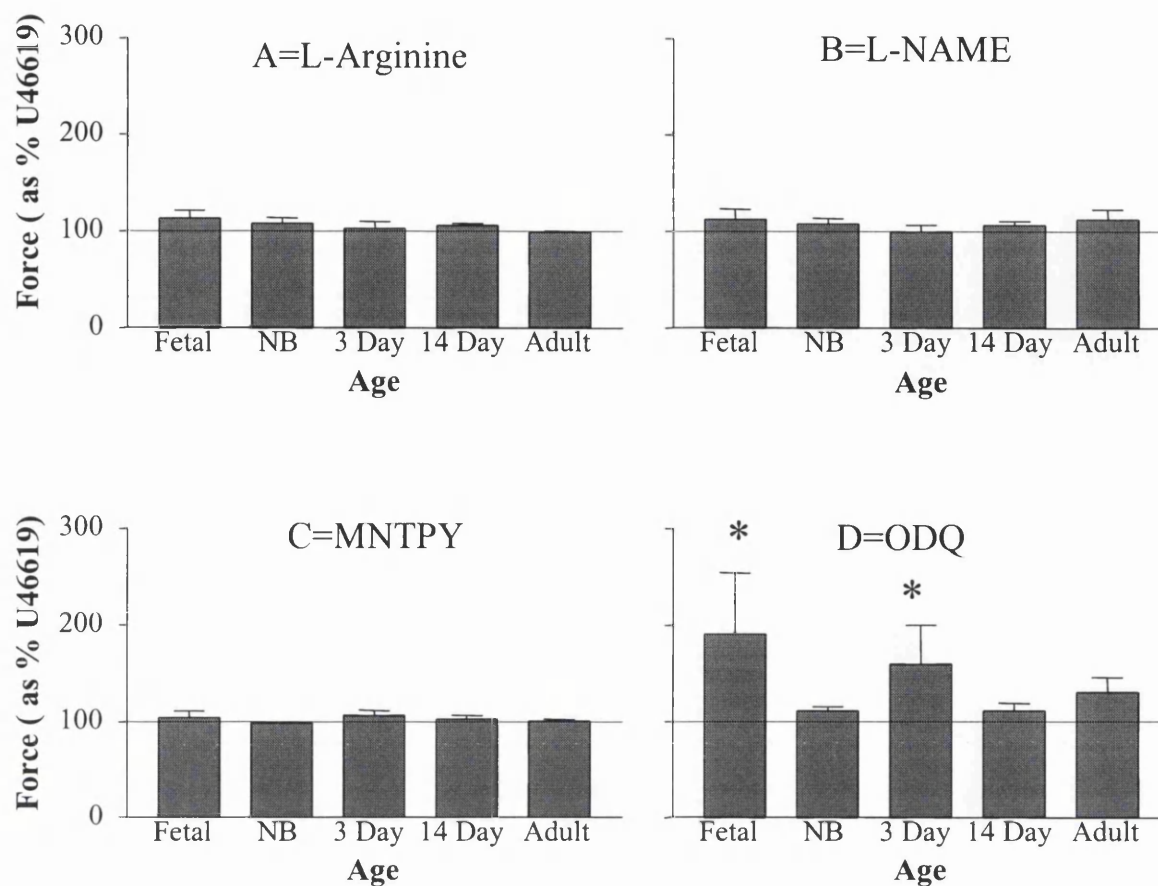 A=L-Arginine
Force ( as % U46619)
300
200
100
0
Fetal NB 3 Day 14 Day Adult
Age
B=L-NAME
Fetal NB 3 Day 14 Day Adult
Age
C=MNTPY
Force ( as % U46619)
300
200
100
0
Fetal NB 3 Day 14 Day Adult
Age
D=ODQ
* *
Fetal NB 3 Day 14 Day Adult
Age